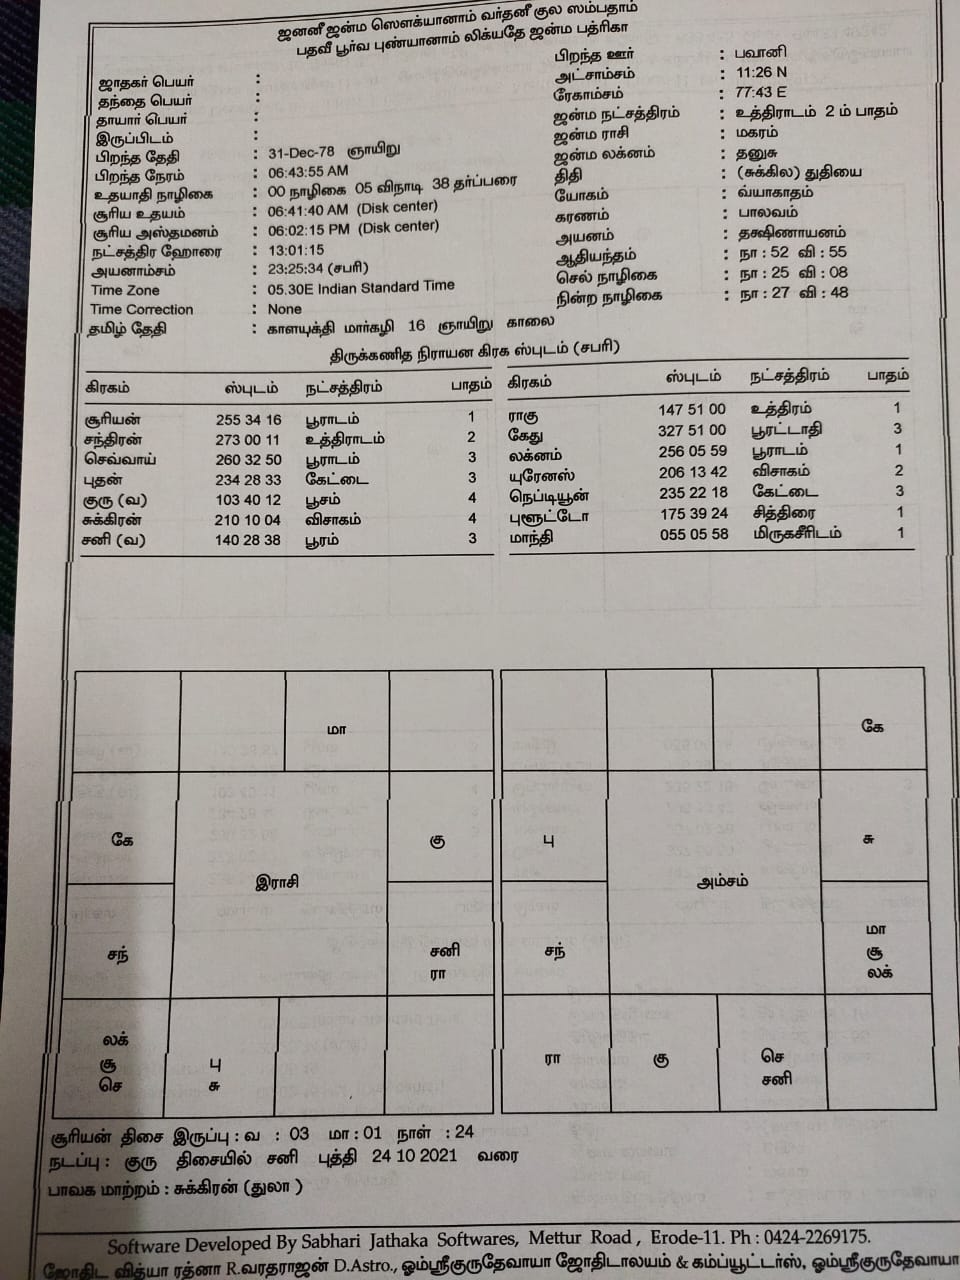 ஜனனீ ஜன்ம ஸௌக்யானாம் வர்தனீ குல ஸம்பதாம்
பதவீ பூர்வ புண்யானாம் லிக்யதே ஜன்ம பத்ரிகா
ஜாதகர் பெயர் :
தந்தை பெயர் :
தாயார் பெயர் :
இருப்பிடம் :
பிறந்த தேதி : 31-Dec-78 ஞாயிறு
பிறந்த நேரம் : 06:43:55 AM
உதயாதி நாழிகை : 00 நாழிகை 05 விநாடி 38 தர்ப்பரை
சூரிய உதயம் : 06:41:40 AM (Disk center)
சூரிய அஸ்தமனம் : 06:02:15 PM (Disk center)
நட்சத்திர ஹோரை : 13:01:15
அயனாம்சம் : 23:25:34 (சபரி)
Time Zone : 05.30E Indian Standard Time
Time Correction : None
தமிழ் தேதி : காளயுக்தி மார்கழி 16 ஞாயிறு காலை
பிறந்த ஊர் : பவானி
அட்சாம்சம் : 11:26 N
ரேகாம்சம் : 77:43 E
ஜன்ம நட்சத்திரம் : உத்திராடம் 2 ம் பாதம்
ஜன்ம ராசி : மகரம்
ஜன்ம லக்னம் : தனுசு
திதி : (சுக்கில) துதியை
யோகம் : வ்யாகாதம்
கரணம் : பாலவம்
அயனம் : தக்ஷிணாயனம்
ஆதியந்தம் : நா : 52 வி : 55
செல் நாழிகை : நா : 25 வி : 08
நின்ற நாழிகை : நா : 27 வி : 48
திருக்கணித நிராயன கிரக ஸ்புடம் (சபரி)
கிரகம் ஸ்புடம் நட்சத்திரம் பாதம்
சூரியன் 255 34 16 பூராடம் 1
சந்திரன் 273 00 11 உத்திராடம் 2
செவ்வாய் 260 32 50 பூராடம் 3
புதன் 234 28 33 கேட்டை 3
குரு (வ) 103 40 12 பூசம் 4
சுக்கிரன் 210 10 04 விசாகம் 4
சனி (வ) 140 28 38 பூரம் 3
கிரகம் ஸ்புடம் நட்சத்திரம் பாதம்
ராகு 147 51 00 உத்திரம் 1
கேது 327 51 00 பூரட்டாதி 3
லக்னம் 256 05 59 பூராடம் 1
யுரேனஸ் 206 13 42 விசாகம் 2
நெப்டியூன் 235 22 18 கேட்டை 3
புளூட்டோ 175 39 24 சித்திரை 1
மாந்தி 055 05 58 மிருகசீரிடம் 1
மா
கே
கு
இராசி
சந்
சனி
ரா
லக்
சூ
செ
பு
சு
கே
பு
சு
அம்சம்
சந்
மா
சூ
லக்
ரா
கு
செ
சனி
சூரியன் திசை இருப்பு : வ : 03 மா : 01 நாள் : 24
நடப்பு : குரு திசையில் சனி புத்தி 24 10 2021 வரை
பாவக மாற்றம் : சுக்கிரன் (துலா )
Software Developed By Sabhari Jathaka Softwares, Mettur Road , Erode-11. Ph : 0424-2269175.
ஜோதிட வித்யா ரத்னா R.வரதராஜன் D.Astro., ஓம்ஸ்ரீகுருதேவாயா ஜோதிடாலயம் & கம்ப்யூட்டர்ஸ், ஓம்ஸ்ரீகுருதேவாயா